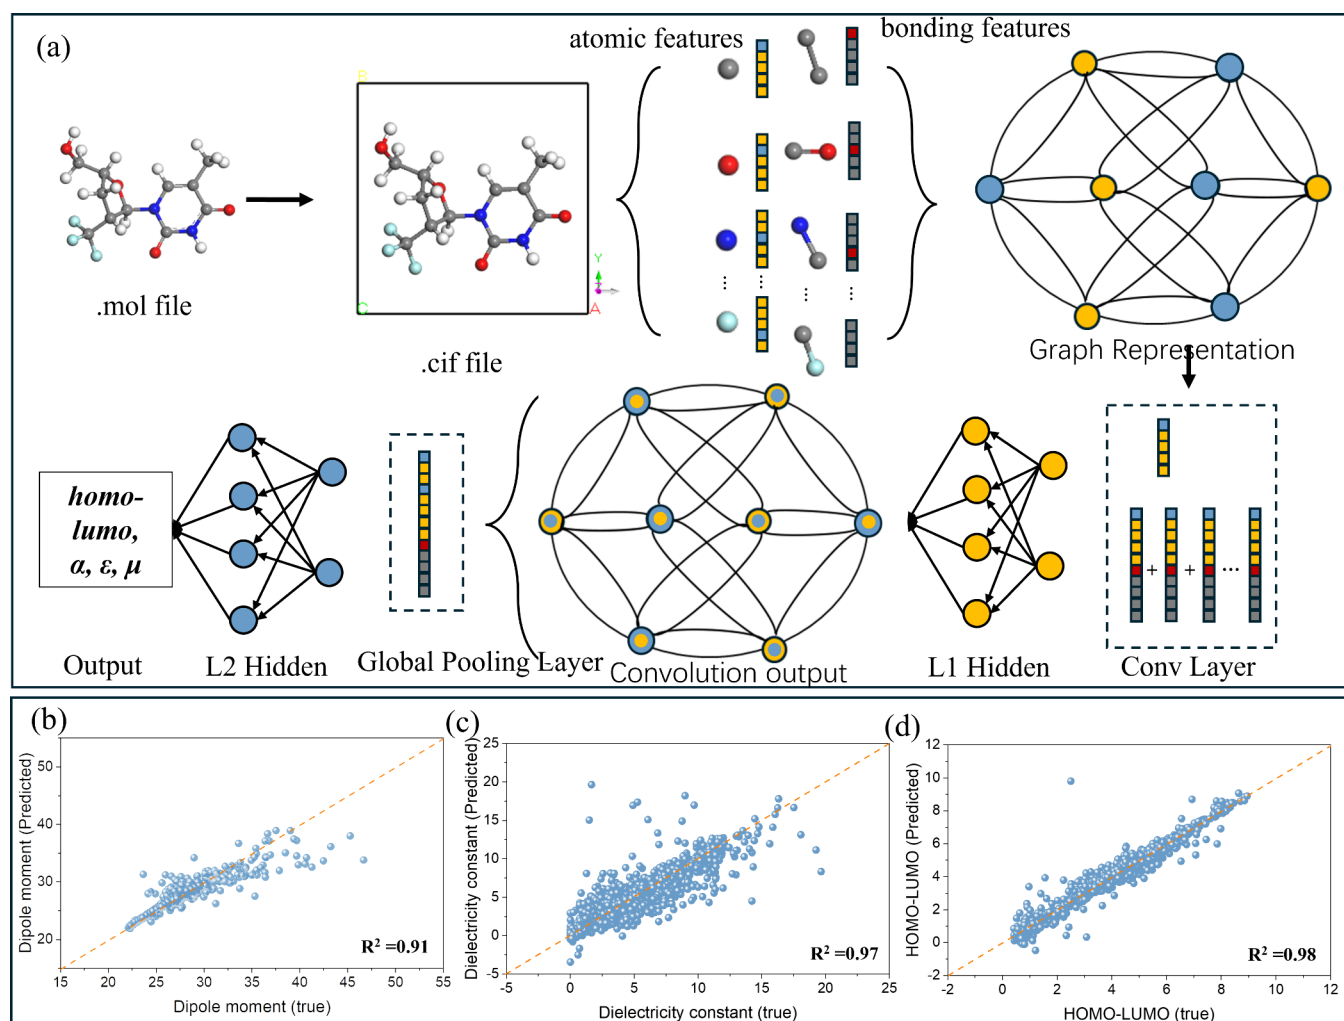 (a)
atomic features
bonding features
B
C
Y
Z
A
.mol file
.cif file
...
...
...
...
Graph Representation
homo-
lumo,
α, ε, μ
+ + ...
Output
L2 Hidden
Global Pooling Layer
Convolution output
L1 Hidden
Conv Layer
(b)
Dipole moment (Predicted)
50
40
30
20
15 20 25 30 35 40 45 50 55
Dipole moment (true)
R² =0.91
(c)
Dielectricity constant (Predicted)
25
20
15
10
5
0
-5
-5 0 5 10 15 20 25
Dielectricity constant (true)
R² =0.97
(d)
HOMO-LUMO (Predicted)
12
10
8
6
4
2
0
-2
-2 0 2 4 6 8 10 12
HOMO-LUMO (true)
R² =0.98